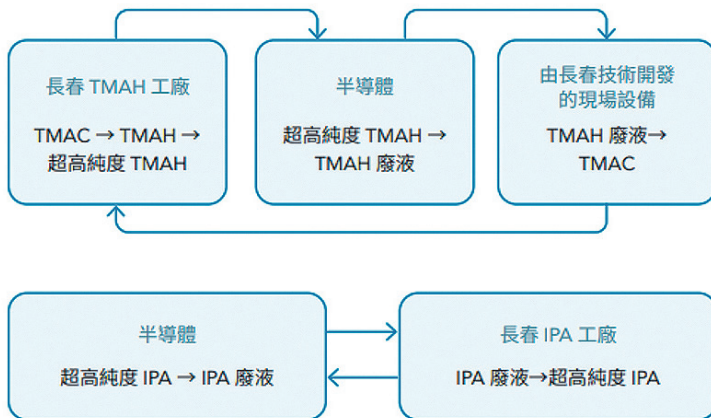 長春 TMAH 工廠
TMAC → TMAH →
超高純度 TMAH
半導體
超高純度 TMAH →
TMAH 廢液
由長春技術開發
的現場設備
TMAH 廢液→
TMAC
半導體
超高純度 IPA → IPA 廢液
長春 IPA 工廠
IPA 廢液→超高純度 IPA